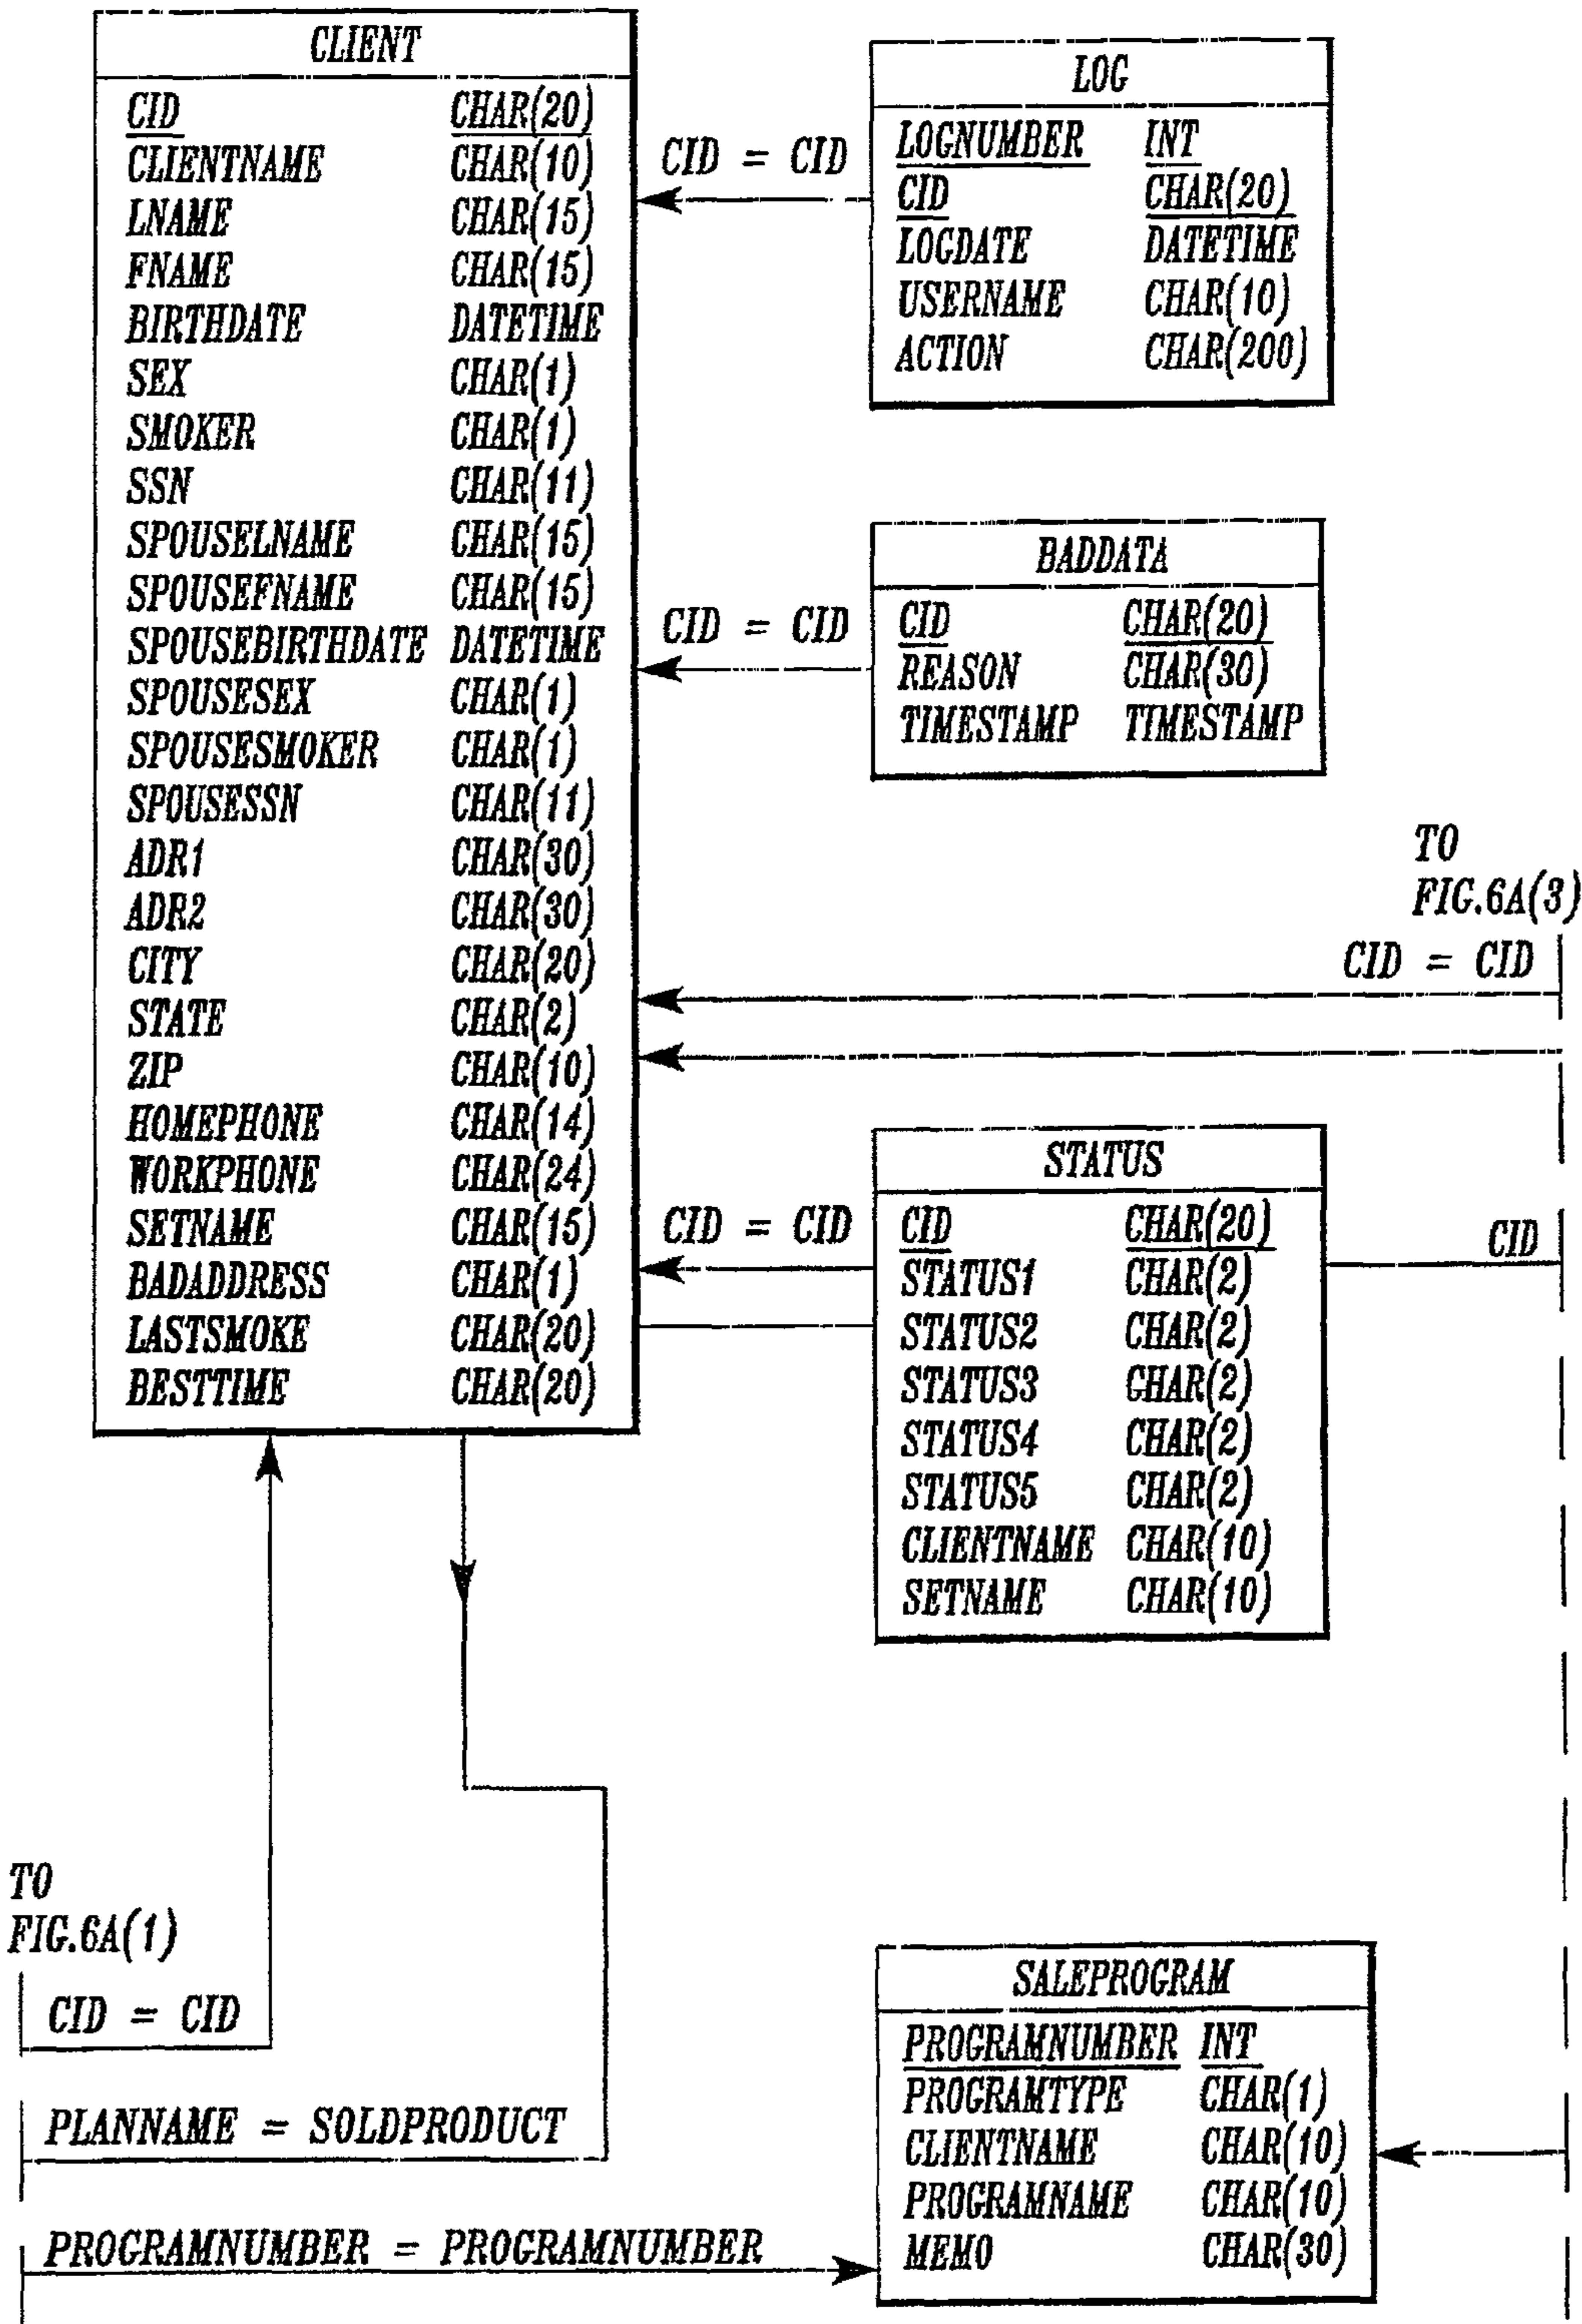 CLIENT
CID CHAR(20)
CLIENTNAME CHAR(10)
LNAME CHAR(15)
FNAME CHAR(15)
BIRTHDATE DATETIME
SEX CHAR(1)
SMOKER CHAR(1)
SSN CHAR(11)
SPOUSELNAME CHAR(15)
SPOUSEFNAME CHAR(15)
SPOUSEBIRTHDATE DATETIME
SPOUSESEX CHAR(1)
SPOUSESMOKER CHAR(1)
SPOUSESSN CHAR(11)
ADR1 CHAR(30)
ADR2 CHAR(30)
CITY CHAR(20)
STATE CHAR(2)
ZIP CHAR(10)
HOMEPHONE CHAR(14)
WORKPHONE CHAR(24)
SETNAME CHAR(15)
BADADDRESS CHAR(1)
LASTSMOKE CHAR(20)
BESTTIME CHAR(20)
CID = CID
LOG
LOGNUMBER INT
CID CHAR(20)
LOGDATE DATETIME
USERNAME CHAR(10)
ACTION CHAR(200)
CID = CID
BADDATA
CID CHAR(20)
REASON CHAR(30)
TIMESTAMP TIMESTAMP
TO
FIG.6A(3)
CID = CID
CID = CID
STATUS
CID CHAR(20)
STATUS1 CHAR(2)
STATUS2 CHAR(2)
STATUS3 CHAR(2)
STATUS4 CHAR(2)
STATUS5 CHAR(2)
CLIENTNAME CHAR(10)
SETNAME CHAR(10)
CID
TO
FIG.6A(1)
CID = CID
PLANNAME = SOLDPRODUCT
PROGRAMNUMBER = PROGRAMNUMBER
SALEPROGRAM
PROGRAMNUMBER INT
PROGRAMTYPE CHAR(1)
CLIENTNAME CHAR(10)
PROGRAMNAME CHAR(10)
MEMO CHAR(30)